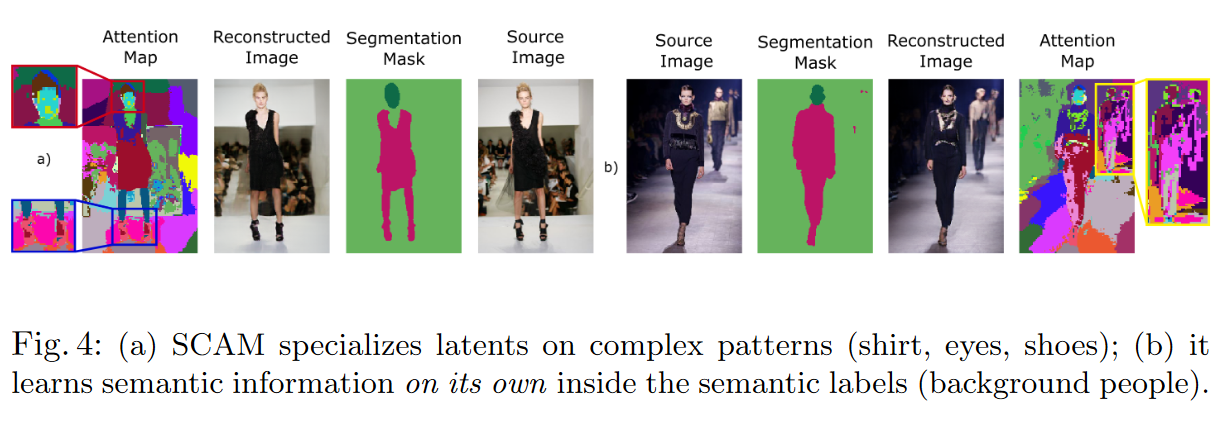 Attention Map
Reconstructed Image
Segmentation Mask
Source Image
Source Image
Segmentation Mask
Reconstructed Image
Attention Map
a)
b)
Fig. 4: (a) SCAM specializes latents on complex patterns (shirt, eyes, shoes); (b) it
learns semantic information on its own inside the semantic labels (background people).